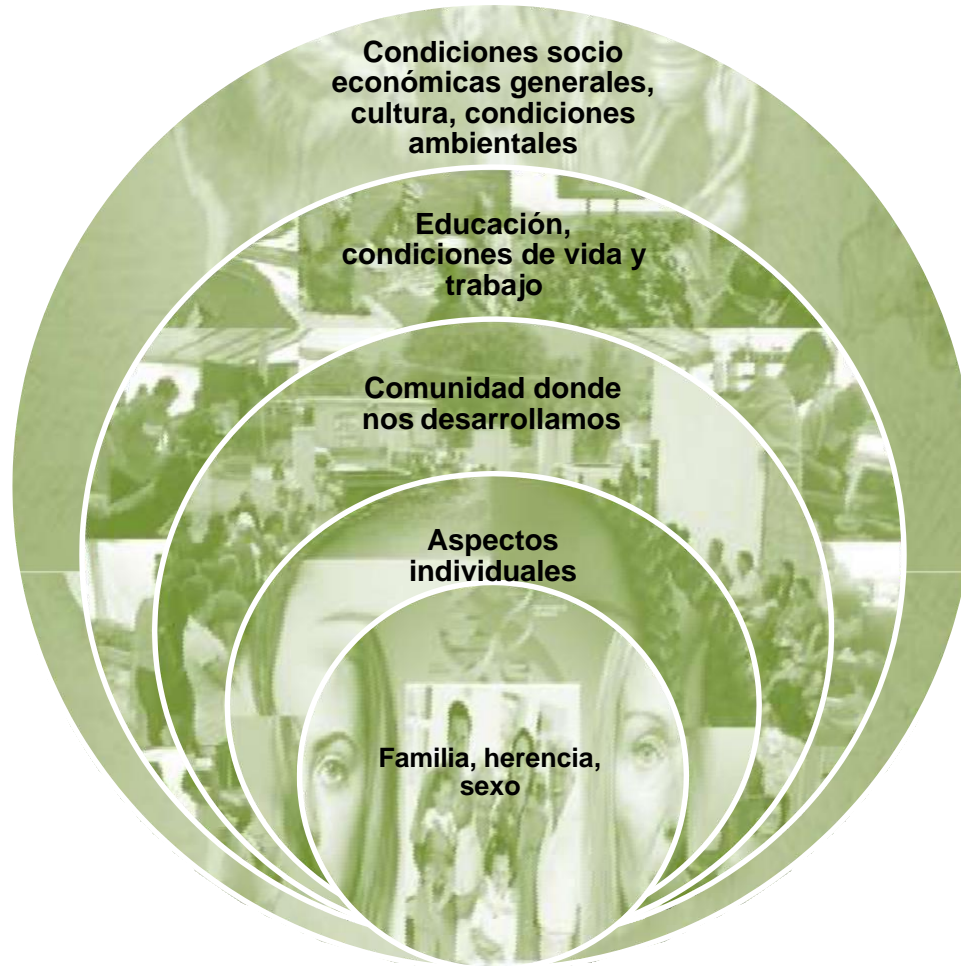 Condiciones socio
económicas generales,
cultura, condiciones
ambientales
Educación,
condiciones de vida y
trabajo
Comunidad donde
nos desarrollamos
Aspectos
individuales
Familia, herencia,
sexo